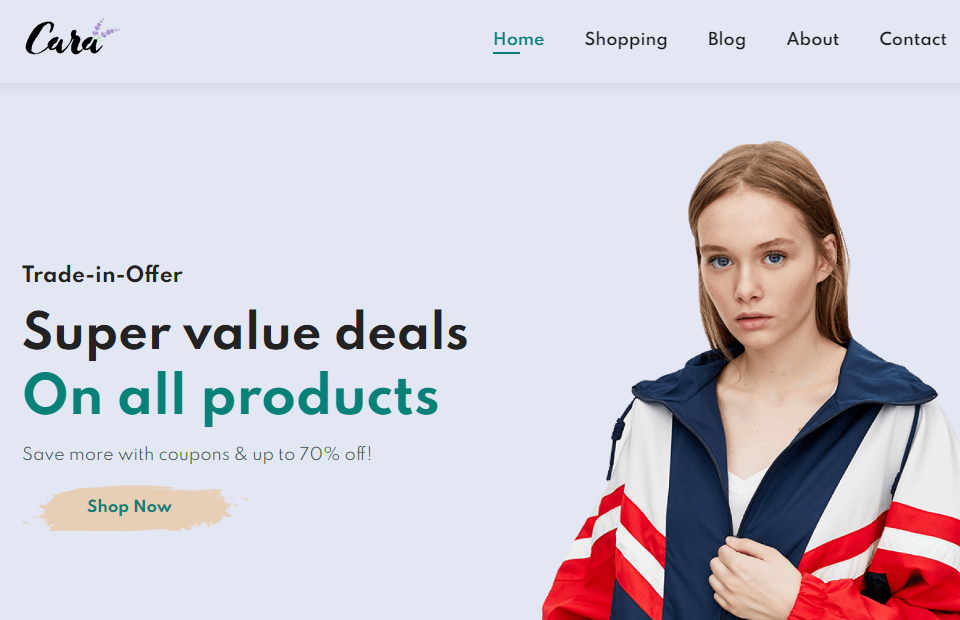 Cara
Home Shopping Blog About Contact
Trade-in-Offer
Super value deals
On all products
Save more with coupons & up to 70% off!
Shop Now